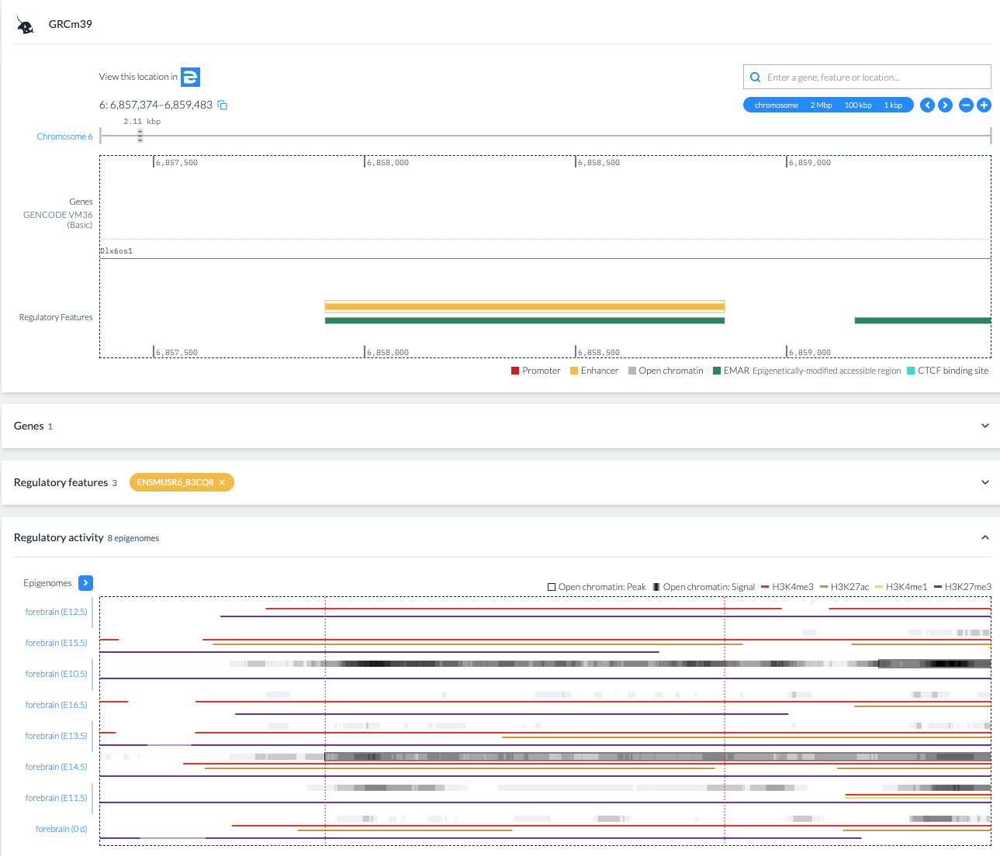 GRCm39
View this location in
Enter a gene, feature or location...
6: 6,857,374–6,859,483
chromosome 2 Mbp 100 kbp 1 kbp
2.11 kbp
Chromosome 6
6,857,500 6,858,000 6,858,500 6,859,000
Genes
GENCODE VM36
(Basic)
Dlx6os1
Regulatory Features
6,857,500 6,858,000 6,858,500 6,859,000
Promoter Enhancer Open chromatin EMAR Epigenetically-modified accessible region CTCF binding site
Genes 1
Regulatory features 3 ENSMUSR6_B3CQ8 ×
Regulatory activity 8 epigenomes
Epigenomes
Open chromatin: Peak Open chromatin: Signal H3K4me3 H3K27ac H3K4me1 H3K27me3
forebrain (E12.5)
forebrain (E15.5)
forebrain (E10.5)
forebrain (E16.5)
forebrain (E13.5)
forebrain (E14.5)
forebrain (E11.5)
forebrain (0 d)